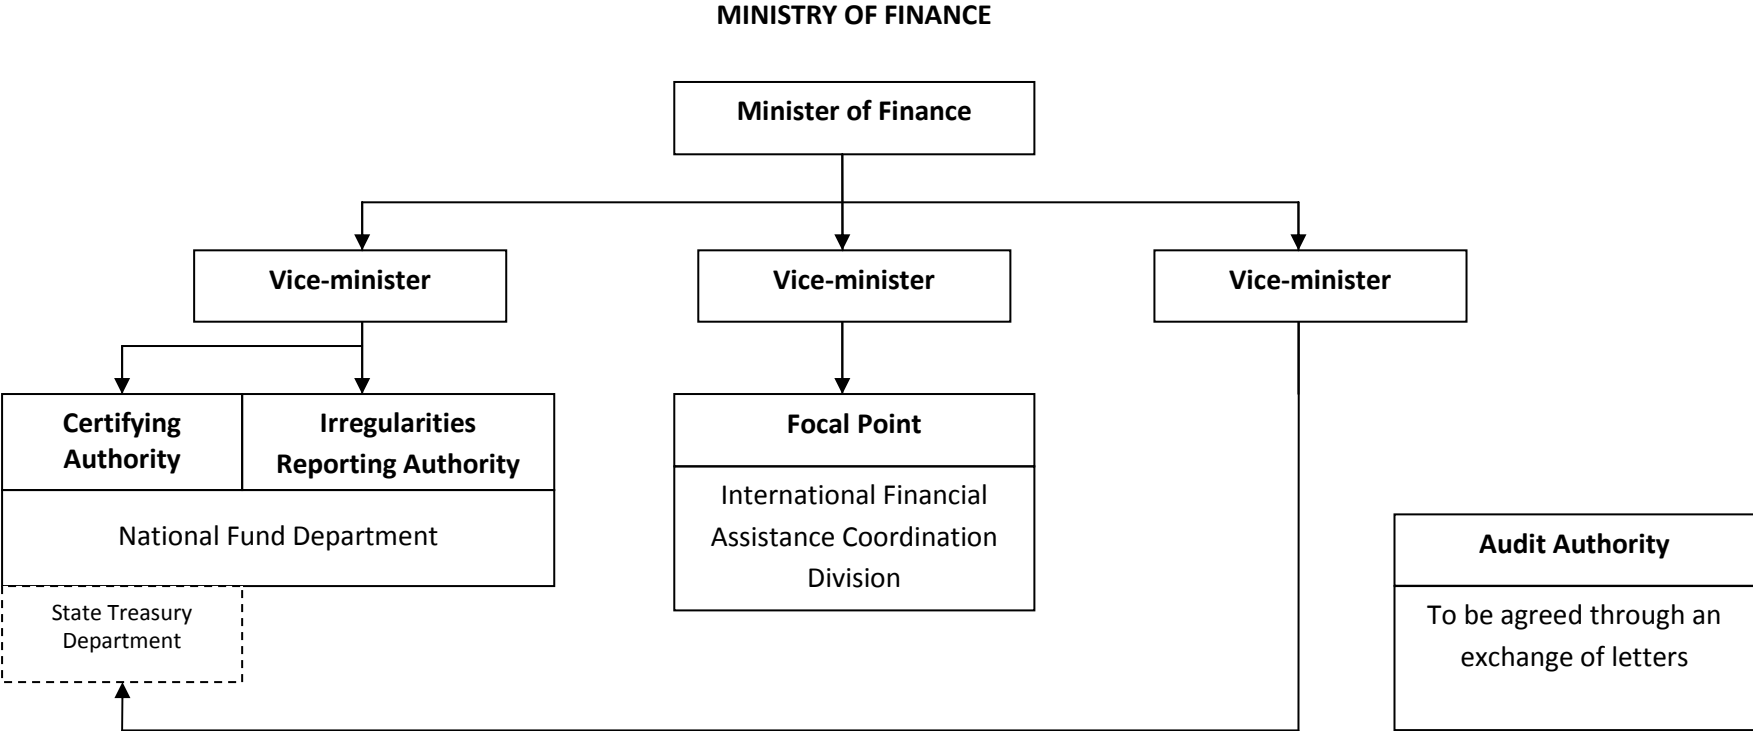 MINISTRY OF FINANCE
Minister of Finance
Vice-minister
Vice-minister
Vice-minister
Certifying
Authority
Irregularities
Reporting Authority
National Fund Department
State Treasury
Department
Focal Point
International Financial
Assistance Coordination
Division
Audit Authority
To be agreed through an
exchange of letters